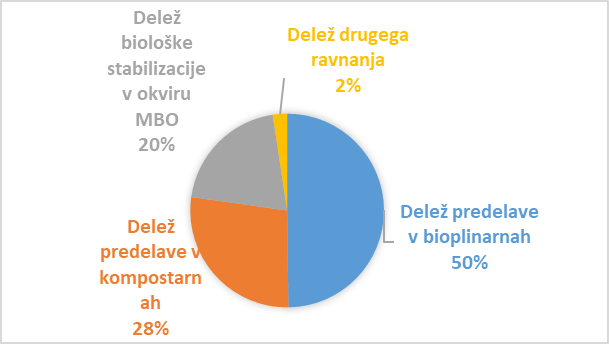 Delež
biološke
stabilizacije
v okviru
MBO
20%
Delež drugega
ravnanja
2%
Delež predelave
v bioplinarnah
50%
Delež
predelave v
kompostarn
ah
28%